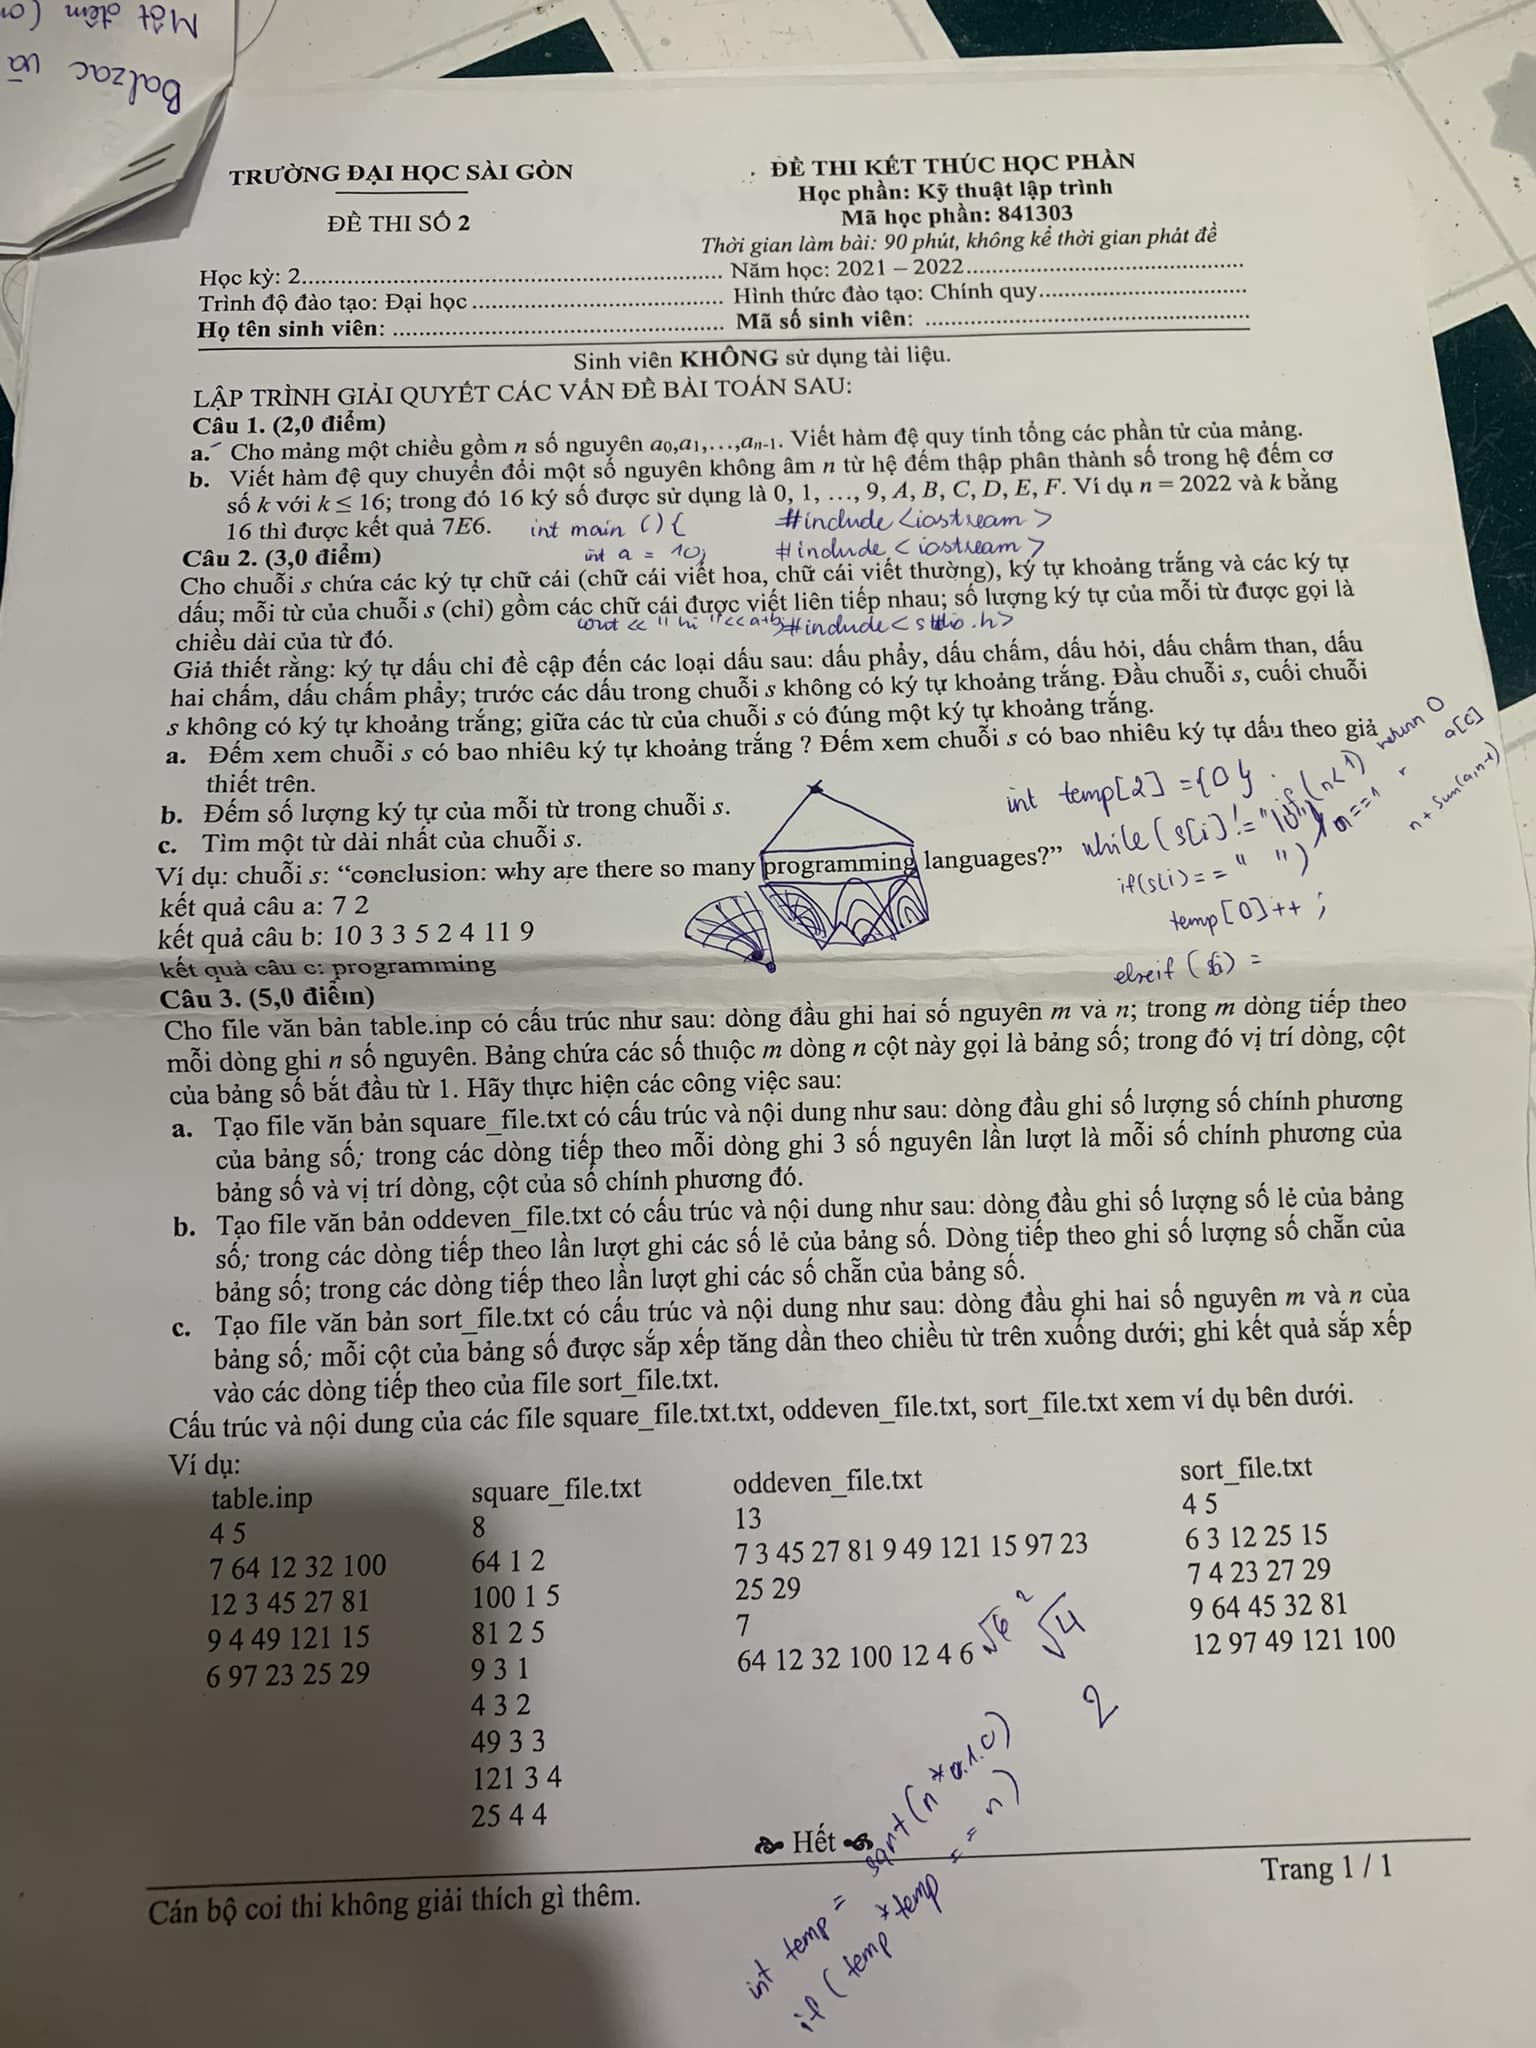 Mật đêm
Balzac và
TRƯỜNG ĐẠI HỌC SÀI GÒN
ĐỀ THI SỐ 2
ĐỀ THI KẾT THÚC HỌC PHẦN
Học phần: Kỹ thuật lập trình
Mã học phần: 841303
Thời gian làm bài: 90 phút, không kể thời gian phát đề
Học kỳ: 2.......... Năm học: 2021 – 2022..........
Trình độ đào tạo: Đại học .......... Hình thức đào tạo: Chính quy..........
Họ tên sinh viên: .......... Mã số sinh viên: ..........
Sinh viên KHÔNG sử dụng tài liệu.
LẬP TRÌNH GIẢI QUYẾT CÁC VẤN ĐỀ BÀI TOÁN SAU:
Câu 1. (2,0 điểm)
a. Cho mảng một chiều gồm n số nguyên a0,a1,…,an-1. Viết hàm đệ quy tính tổng các phần tử của mảng.
b. Viết hàm đệ quy chuyển đổi một số nguyên không âm n từ hệ đếm thập phân thành số trong hệ đếm cơ
số k với k ≤ 16; trong đó 16 ký số được sử dụng là 0, 1, …, 9, A, B, C, D, E, F. Ví dụ n = 2022 và k bằng
16 thì được kết quả 7E6. int main () { #include <iostream>
Câu 2. (3,0 điểm) int a = 10; #include <iostream>
Cho chuỗi s chứa các ký tự chữ cái (chữ cái viết hoa, chữ cái viết thường), ký tự khoảng trắng và các ký tự
dấu; mỗi từ của chuỗi s (chỉ) gồm các chữ cái được viết liên tiếp nhau; số lượng ký tự của mỗi từ được gọi là
cout << " hi " << a+b; #include <stdio.h>
chiều dài của từ đó.
Giả thiết rằng: ký tự dấu chỉ đề cập đến các loại dấu sau: dấu phẩy, dấu chấm, dấu hỏi, dấu chấm than, dấu
hai chấm, dấu chấm phẩy; trước các dấu trong chuỗi s không có ký tự khoảng trắng. Đầu chuỗi s, cuối chuỗi
s không có ký tự khoảng trắng; giữa các từ của chuỗi s có đúng một ký tự khoảng trắng.
a. Đếm xem chuỗi s có bao nhiêu ký tự khoảng trắng ? Đếm xem chuỗi s có bao nhiêu ký tự dấu theo giả
thiết trên.
b. Đếm số lượng ký tự của mỗi từ trong chuỗi s.
c. Tìm một từ dài nhất của chuỗi s.
Ví dụ: chuỗi s: “conclusion: why are there so many programming languages?”
kết quả câu a: 7 2
kết quả câu b: 10 3 3 5 2 4 11 9
kết quả câu c: programming
int temp[2] = {0};
while (s[i] !=
if(s[i) == " ")
temp[0]++ ;
elseif (si) =
if (n<1) return 0
n==1 a[0]
n + sum(a,n-1)
Câu 3. (5,0 điểm)
Cho file văn bản table.inp có cấu trúc như sau: dòng đầu ghi hai số nguyên m và n; trong m dòng tiếp theo
mỗi dòng ghi n số nguyên. Bảng chứa các số thuộc m dòng n cột này gọi là bảng số; trong đó vị trí dòng, cột
của bảng số bắt đầu từ 1. Hãy thực hiện các công việc sau:
a. Tạo file văn bản square_file.txt có cấu trúc và nội dung như sau: dòng đầu ghi số lượng số chính phương
của bảng số; trong các dòng tiếp theo mỗi dòng ghi 3 số nguyên lần lượt là mỗi số chính phương của
bảng số và vị trí dòng, cột của số chính phương đó.
b. Tạo file văn bản oddeven_file.txt có cấu trúc và nội dung như sau: dòng đầu ghi số lượng số lẻ của bảng
số; trong các dòng tiếp theo lần lượt ghi các số lẻ của bảng số. Dòng tiếp theo ghi số lượng số chẵn của
bảng số; trong các dòng tiếp theo lần lượt ghi các số chẵn của bảng số.
c. Tạo file văn bản sort_file.txt có cấu trúc và nội dung như sau: dòng đầu ghi hai số nguyên m và n của
bảng số; mỗi cột của bảng số được sắp xếp tăng dần theo chiều từ trên xuống dưới; ghi kết quả sắp xếp
vào các dòng tiếp theo của file sort_file.txt.
Cấu trúc và nội dung của các file square_file.txt.txt, oddeven_file.txt, sort_file.txt xem ví dụ bên dưới.
Ví dụ:
table.inp
4 5
7 64 12 32 100
12 3 45 27 81
9 4 49 121 15
6 97 23 25 29
square_file.txt
8
64 1 2
100 1 5
81 2 5
9 3 1
4 3 2
49 3 3
121 3 4
25 4 4
oddeven_file.txt
13
7 3 45 27 81 9 49 121 15 97 23
25 29
7
64 12 32 100 12 4 6
sort_file.txt
4 5
6 3 12 25 15
7 4 23 27 29
9 64 45 32 81
12 97 49 121 100
√6 2 √4
2
Hết
int temp = sqrt(n
if (temp*temp == n)
Cán bộ coi thi không giải thích gì thêm.
Trang 1 / 1